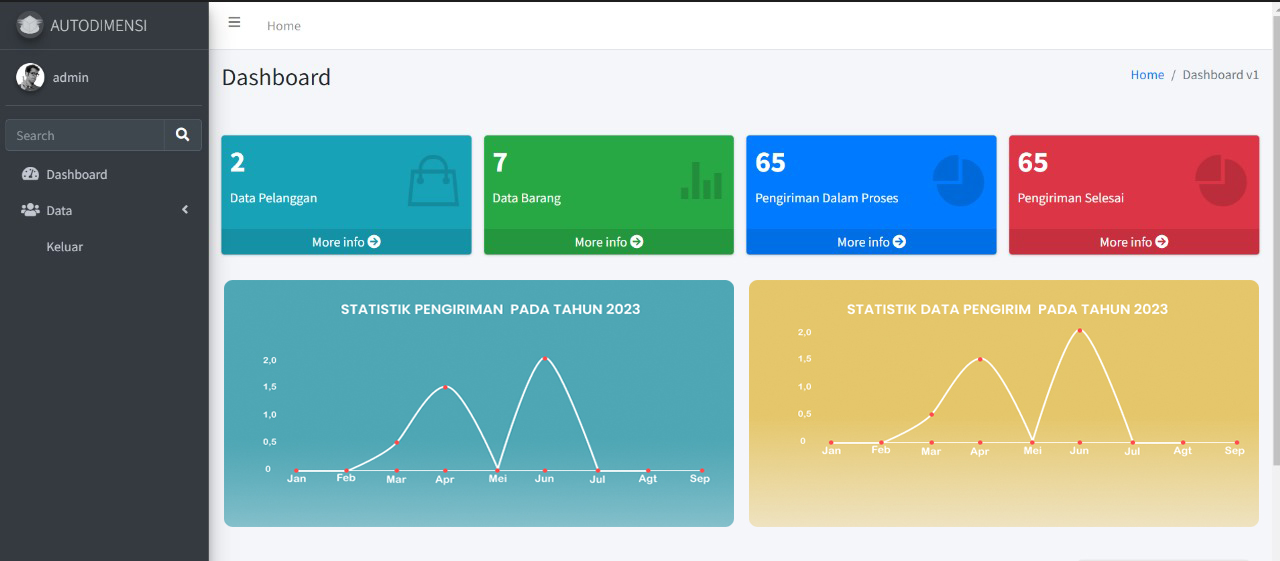 AUTODIMENSI
Home
admin
Dashboard
Home / Dashboard v1
Search
Dashboard
Data
Keluar
2
Data Pelanggan
More info
7
Data Barang
More info
65
Pengiriman Dalam Proses
More info
65
Pengiriman Selesai
More info
STATISTIK PENGIRIMAN PADA TAHUN 2023
2,0
1,5
1,0
0,5
0
Jan Feb Mar Apr Mei Jun Jul Agt Sep
STATISTIK DATA PENGIRIM PADA TAHUN 2023
2,0
1,5
1,0
0,5
0
Jan Feb Mar Apr Mei Jun Jul Agt Sep